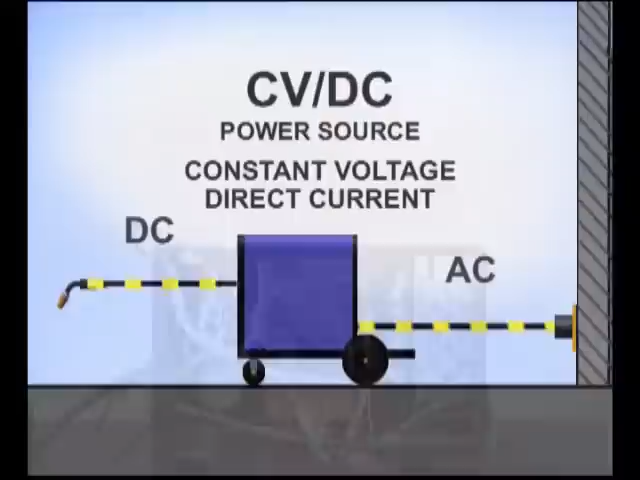 CV/DC
POWER SOURCE
CONSTANT VOLTAGE
DIRECT CURRENT
DC
AC